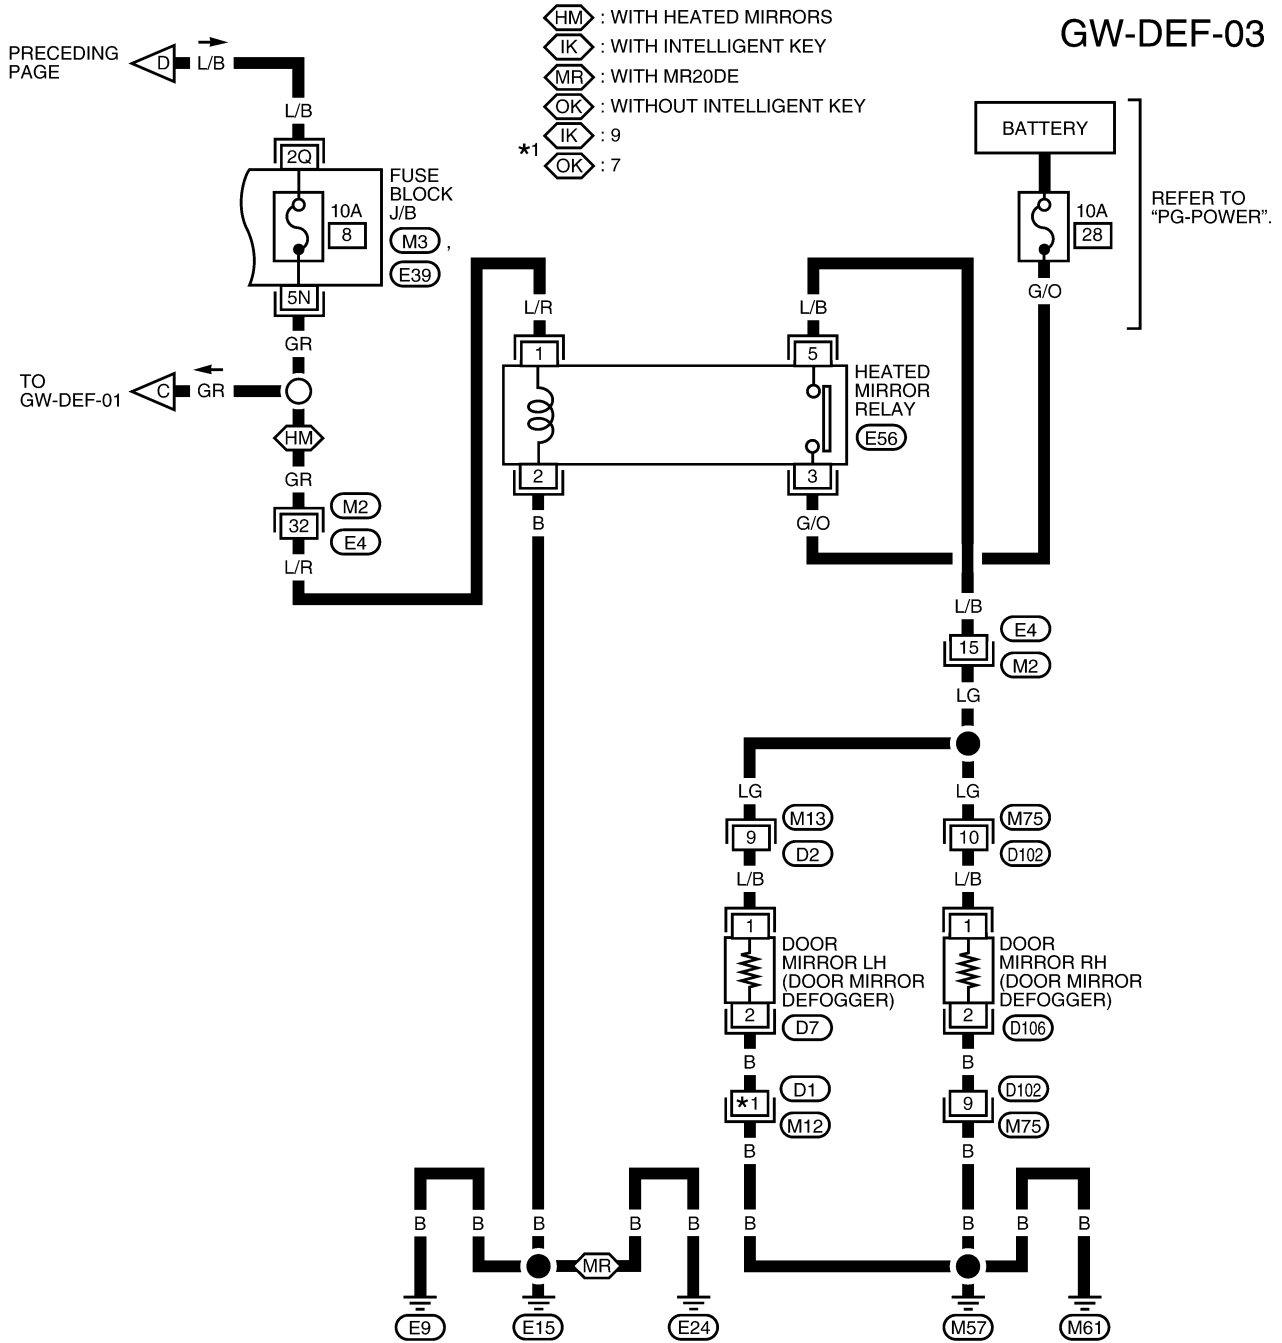 GW-DEF-03
HM : WITH HEATED MIRRORS
IK : WITH INTELLIGENT KEY
MR : WITH MR20DE
OK : WITHOUT INTELLIGENT KEY
*1
IK : 9
OK : 7
PRECEDING
PAGE
D
L/B
L/B
2Q
FUSE
BLOCK
J/B
10A
8
M3 ,
E39
5N
GR
TO
GW-DEF-01
C
GR
HM
GR
M2
32
E4
L/R
BATTERY
REFER TO
“PG-POWER”.
10A
28
G/O
L/R
1
2
B
L/B
5
HEATED
MIRROR
RELAY
E56
3
G/O
L/B
E4
15
M2
LG
LG
M13
9
D2
L/B
1
DOOR
MIRROR LH
(DOOR MIRROR
DEFOGGER)
2
D7
B
D1
*1
M12
B
LG
M75
10
D102
L/B
1
DOOR
MIRROR RH
(DOOR MIRROR
DEFOGGER)
2
D106
B
D102
9
M75
B
B
B
B
B
B
B
B
B
B
MR
E9
E15
E24
M57
M61